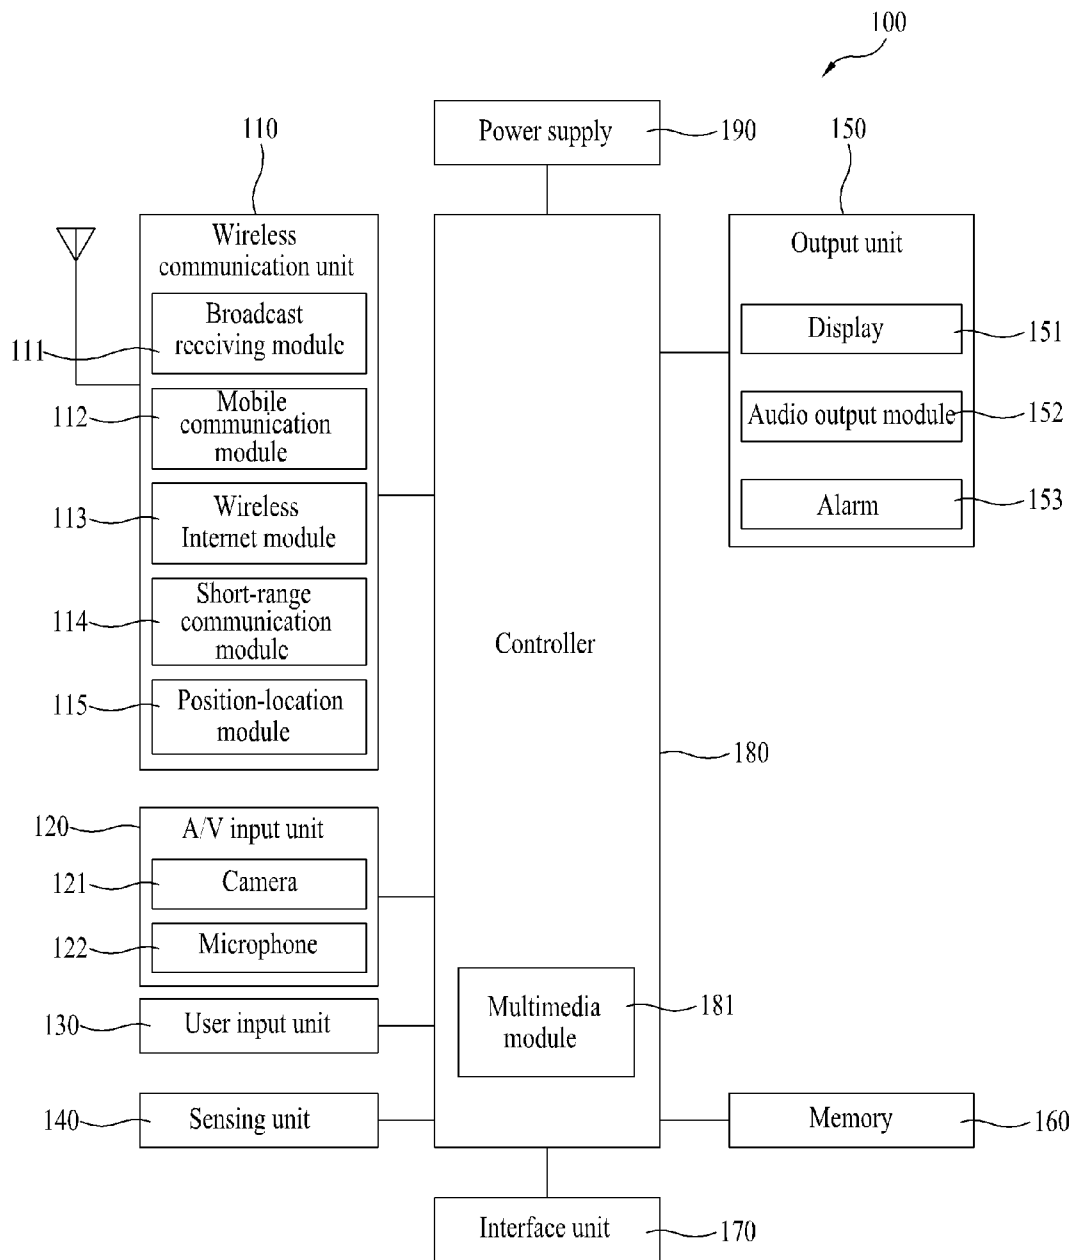 100
Power supply
190
110
150
Wireless
communication unit
Broadcast
receiving module
111
Mobile
communication
module
112
Wireless
Internet module
113
Short-range
communication
module
114
Position-location
module
115
Output unit
Display
151
Audio output module
152
Alarm
153
Controller
180
120
A/V input unit
121
Camera
122
Microphone
130
User input unit
Multimedia
module
181
140
Sensing unit
Memory
160
Interface unit
170